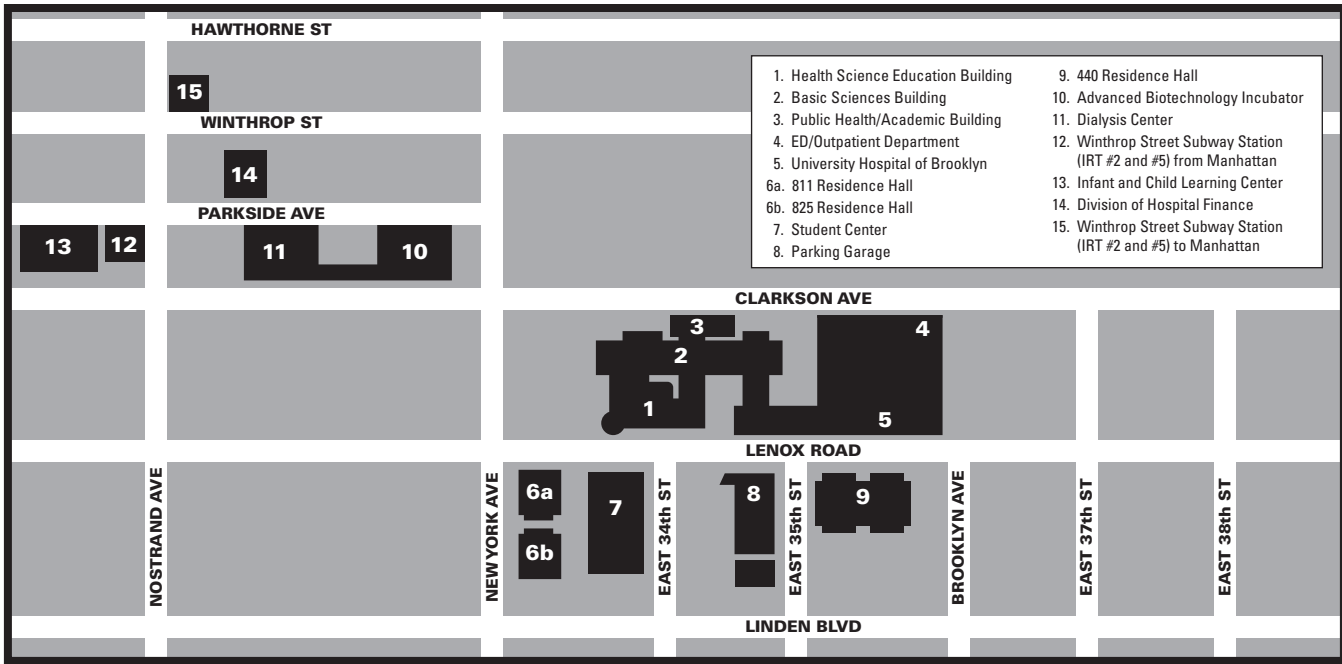 HAWTHORNE ST
1. Health Science Education Building
2. Basic Sciences Building
3. Public Health/Academic Building
4. ED/Outpatient Department
5. University Hospital of Brooklyn
6a. 811 Residence Hall
6b. 825 Residence Hall
7. Student Center
8. Parking Garage
9. 440 Residence Hall
10. Advanced Biotechnology Incubator
11. Dialysis Center
12. Winthrop Street Subway Station
(IRT #2 and #5) from Manhattan
13. Infant and Child Learning Center
14. Division of Hospital Finance
15. Winthrop Street Subway Station
(IRT #2 and #5) to Manhattan
15
WINTHROP ST
14
PARKSIDE AVE
13
12
11
10
CLARKSON AVE
3
4
2
1
5
LENOX ROAD
NOSTRAND AVE
NEW YORK AVE
6a
6b
7
EAST 34th ST
8
EAST 35th ST
9
BROOKLYN AVE
EAST 37th ST
EAST 38th ST
LINDEN BLVD